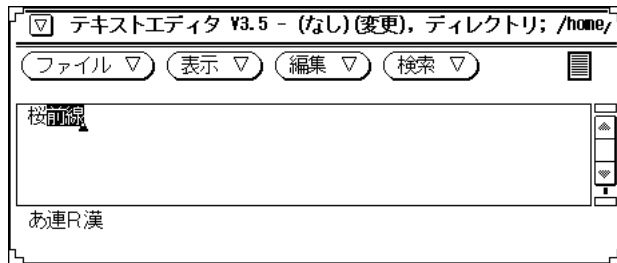 テキストエディタ V3.5 - (なし)(変更), ディレクトリ; /home/
ファイル ▽ 表示 ▽ 編集 ▽ 検索 ▽
桜前線
あ連R漢